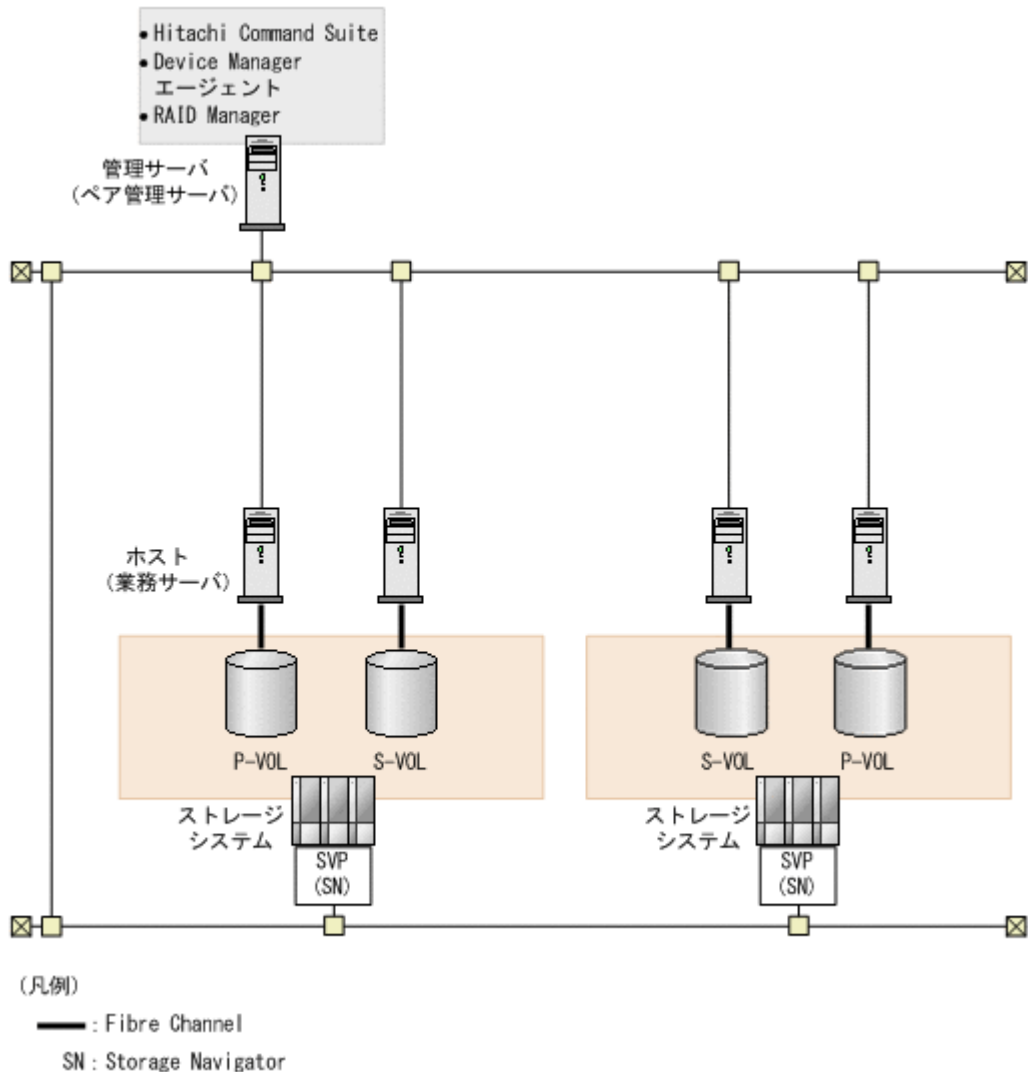 • Hitachi Command Suite
• Device Manager
エージェント
• RAID Manager
管理サーバ
(ペア管理サーバ)
ホスト
(業務サーバ)
P-VOL
S-VOL
S-VOL
P-VOL
ストレージ
システム
ストレージ
システム
SVP
(SN)
SVP
(SN)
(凡例)
: Fibre Channel
SN : Storage Navigator